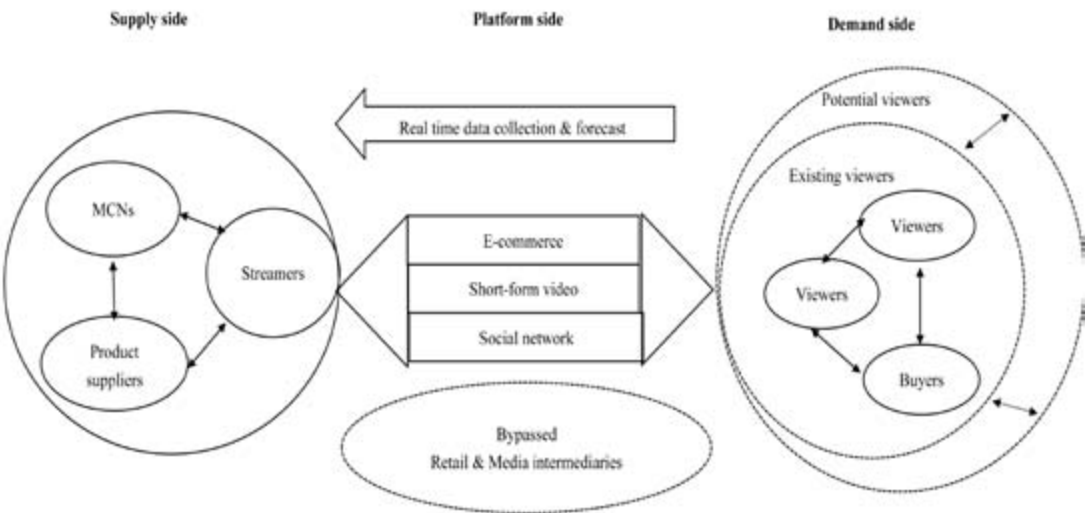 Supply side
Platform side
Demand side
Potential viewers
Real time data collection & forecast
Existing viewers
MCNs
Viewers
E-commerce
Streamers
Short-form video
Viewers
Social network
Product
suppliers
Buyers
Bypassed
Retail & Media intermediaries